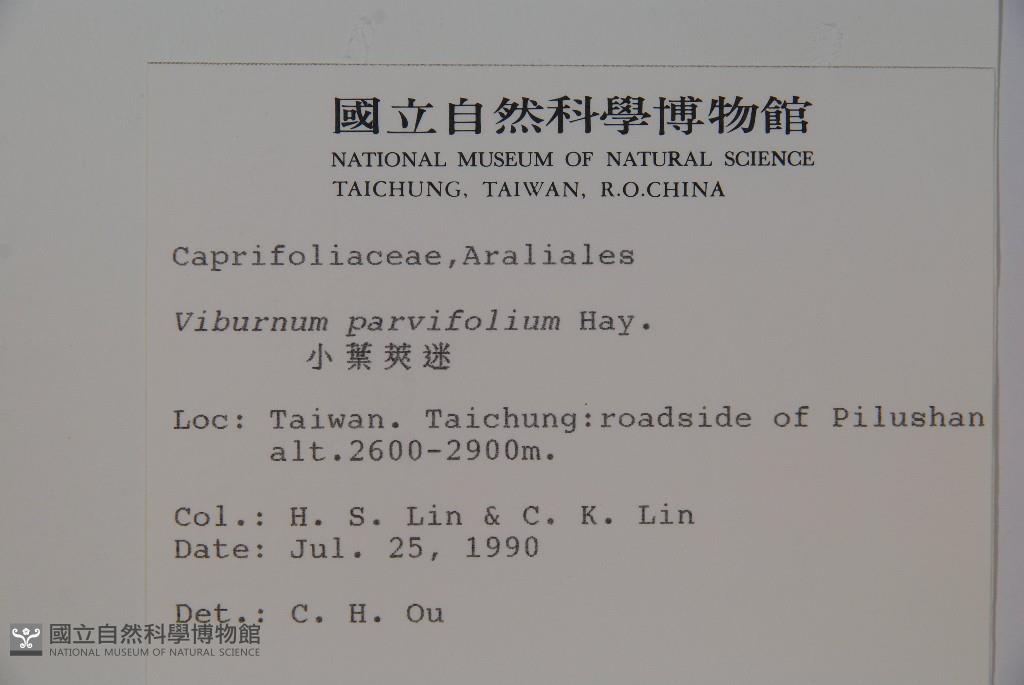 國立自然科學博物館
NATIONAL MUSEUM OF NATURAL SCIENCE
TAICHUNG, TAIWAN, R.O.CHINA
Caprifoliaceae,Araliales
Viburnum parvifolium Hay.
小葉莢迷
Loc: Taiwan. Taichung:roadside of Pilushan
alt.2600-2900m.
Col.: H. S. Lin & C. K. Lin
Date: Jul. 25, 1990
Det.: C. H. Ou
國立自然科學博物館
NATIONAL MUSEUM OF NATURAL SCIENCE